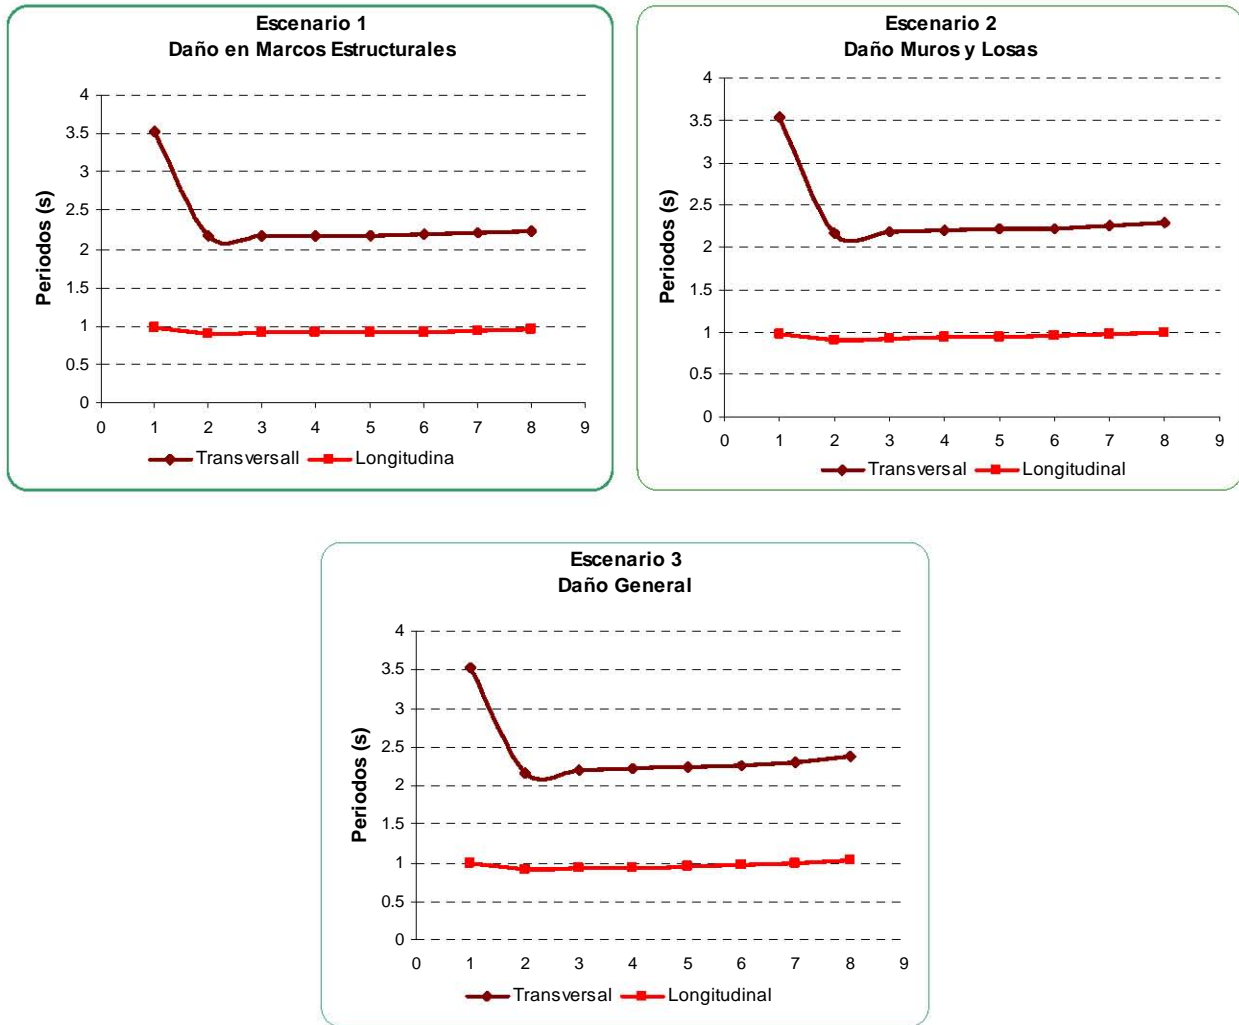 Escenario 1
Daño en Marcos Estructurales
Periodos (s)
4
3.5
3
2.5
2
1.5
1
0.5
0
0 1 2 3 4 5 6 7 8 9
Transversall Longitudina
Escenario 2
Daño Muros y Losas
Periodos (s)
4
3.5
3
2.5
2
1.5
1
0.5
0
0 1 2 3 4 5 6 7 8 9
Transversal Longitudinal
Escenario 3
Daño General
Periodos (s)
4
3.5
3
2.5
2
1.5
1
0.5
0
0 1 2 3 4 5 6 7 8 9
Transversal Longitudinal